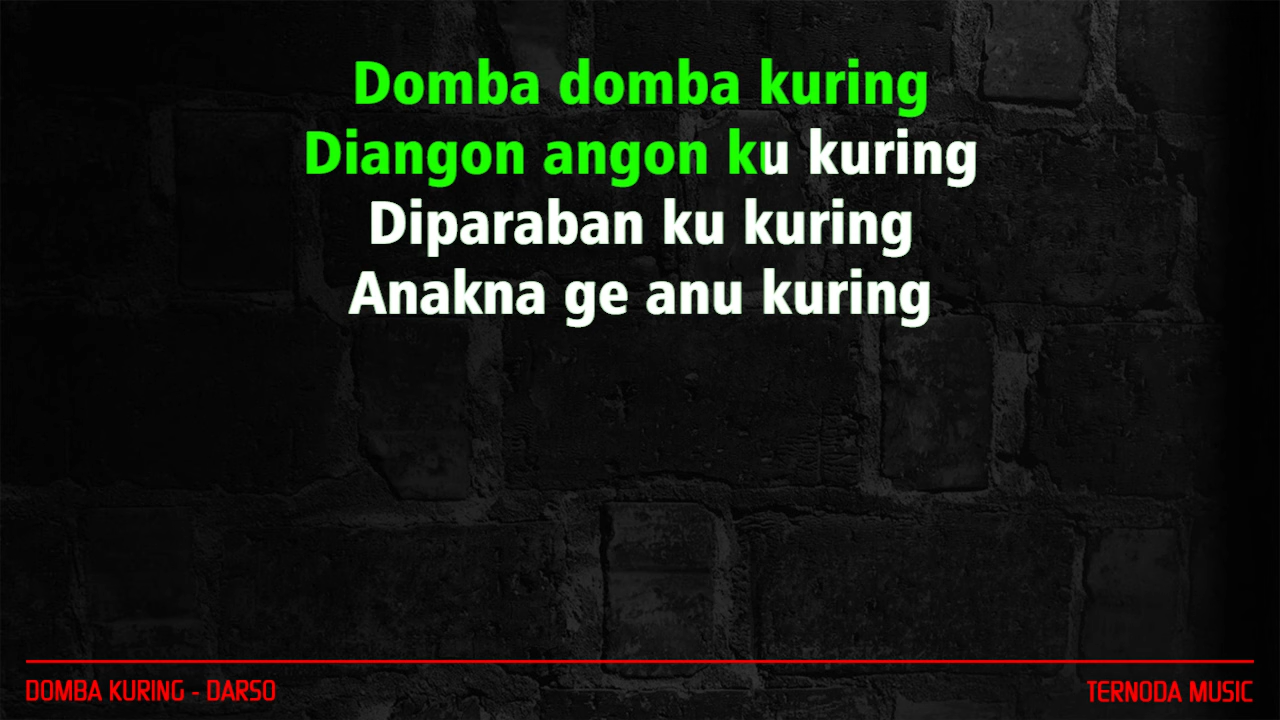 Domba domba kuring
Diangon angon ku kuring
Diparaban ku kuring
Anakna ge anu kuring
DOMBA KURING - DARSO
TERNODA MUSIC